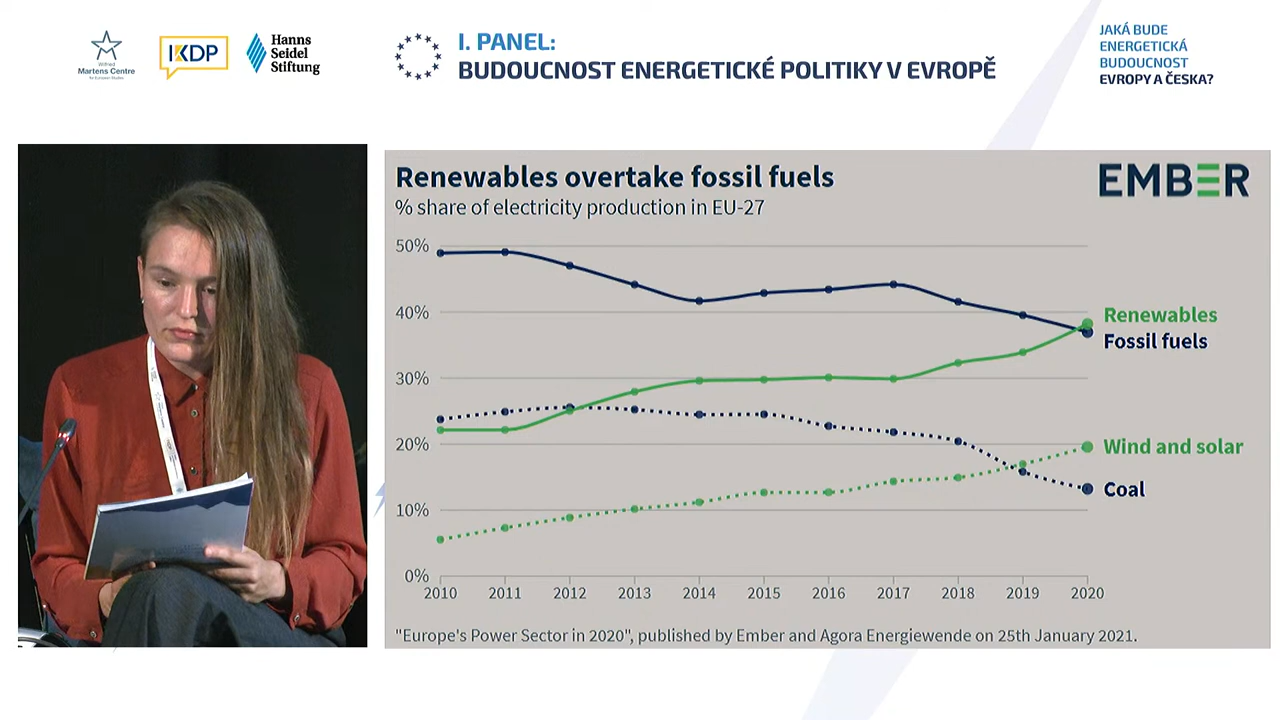 Wilfried
Martens Centre
for European Studies
IKDP
Hanns
Seidel
Stiftung
I. PANEL:
BUDOUCNOST ENERGETICKÉ POLITIKY V EVROPĚ
JAKÁ BUDE
ENERGETICKÁ
BUDOUCNOST
EVROPY A ČESKA?
Renewables overtake fossil fuels
% share of electricity production in EU-27
EMBER
50%
40%
30%
20%
10%
0%
Renewables
Fossil fuels
Wind and solar
Coal
2010 2011 2012 2013 2014 2015 2016 2017 2018 2019 2020
"Europe's Power Sector in 2020", published by Ember and Agora Energiewende on 25th January 2021.